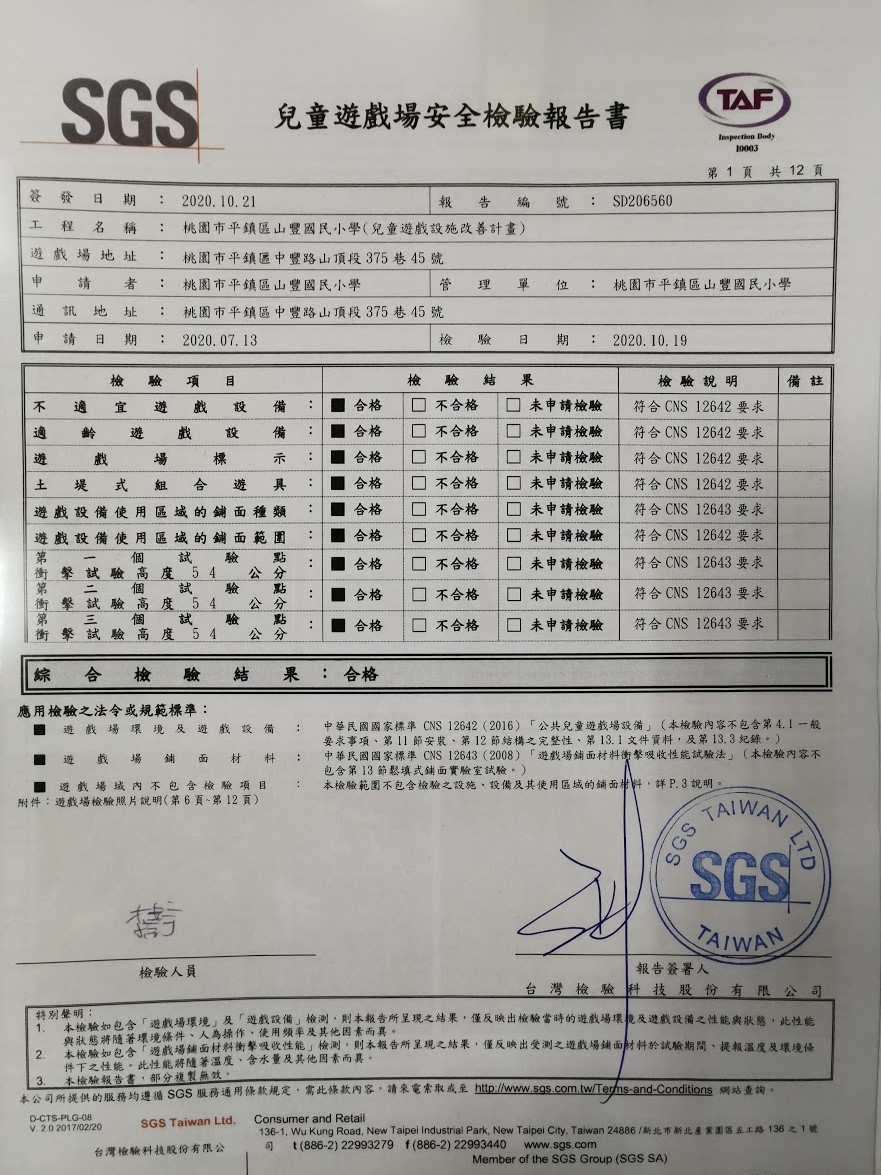 SGS
兒童遊戲場安全檢驗報告書
TAF
Inspection Body
I0003
第 1 頁 共 12 頁
簽發日期： 2020.10.21 報告編號： SD206560
工程名稱： 桃園市平鎮區山豐國民小學(兒童遊戲設施改善計畫)
遊戲場地址： 桃園市平鎮區中豐路山頂段 375 巷 45 號
申請者： 桃園市平鎮區山豐國民小學 管理單位： 桃園市平鎮區山豐國民小學
通訊地址： 桃園市平鎮區中豐路山頂段 375 巷 45 號
申請日期： 2020.07.13 檢驗日期： 2020.10.19
檢驗項目 檢驗結果 檢驗說明 備註
不適宜遊戲設備： ■ 合格 □ 不合格 □ 未申請檢驗 符合 CNS 12642 要求
適齡遊戲設備： ■ 合格 □ 不合格 □ 未申請檢驗 符合 CNS 12642 要求
遊戲場標示： ■ 合格 □ 不合格 □ 未申請檢驗 符合 CNS 12642 要求
土堤式組合遊具： ■ 合格 □ 不合格 □ 未申請檢驗 符合 CNS 12642 要求
遊戲設備使用區域的鋪面種類： ■ 合格 □ 不合格 □ 未申請檢驗 符合 CNS 12643 要求
遊戲設備使用區域的鋪面範圍： ■ 合格 □ 不合格 □ 未申請檢驗 符合 CNS 12642 要求
第一個試驗點
衝擊試驗高度 54 公分： ■ 合格 □ 不合格 □ 未申請檢驗 符合 CNS 12643 要求
第二個試驗點
衝擊試驗高度 54 公分： ■ 合格 □ 不合格 □ 未申請檢驗 符合 CNS 12643 要求
第三個試驗點
衝擊試驗高度 54 公分： ■ 合格 □ 不合格 □ 未申請檢驗 符合 CNS 12643 要求
綜合檢驗結果：合格
應用檢驗之法令或規範標準：
■ 遊戲場環境及遊戲設備： 中華民國國家標準 CNS 12642 (2016)「公共兒童遊戲場設備」(本檢驗內容不包含第 4.1 一般
要求事項、第 11 節安裝、第 12 節結構之完整性、第 13.1 文件資料，及第 13.3 紀錄。)
■ 遊戲場鋪面材料： 中華民國國家標準 CNS 12643 (2008)「遊戲場鋪面材料衝擊吸收性能試驗法」(本檢驗內容不
包含第 13 節鬆填式鋪面實驗室試驗。)
■ 遊戲場域內不包含檢驗項目： 本檢驗範圍不包含檢驗之設施、設備及其使用區域的鋪面材料，詳 P.3 說明。
附件：遊戲場檢驗照片說明(第 6 頁~第 12 頁)
SGS TAIWAN LTD
SGS
TAIWAN
檢驗人員 報告簽署人
台灣檢驗科技股份有限公司
特別聲明：
1. 本檢驗如包含「遊戲場環境」及「遊戲設備」檢測，則本報告所呈現之結果，僅反映出檢驗當時的遊戲場環境及遊戲設備之性能與狀態，此性能
與狀態將隨著環境條件、人為操作、使用頻率及其他因素而異。
2. 本檢驗如包含「遊戲場鋪面材料衝擊吸收性能」檢測，則本報告所呈現之結果，僅反映出受測之遊戲場鋪面材料於試驗期間、提報溫度及環境條
件下之性能。此性能將隨著溫度、含水量及其他因素而異。
3. 本檢驗報告書，部分複製無效。
本公司所提供的服務均遵循 SGS 服務通用條款規定，需此條款內容，請來電索取或至 http://www.sgs.com.tw/Terms-and-Conditions 網站查詢。
D-CTS-PLG-08
V. 2.0 2017/02/20
SGS Taiwan Ltd.
台灣檢驗科技股份有限公
司
Consumer and Retail
136-1, Wu Kung Road, New Taipei Industrial Park, New Taipei City, Taiwan 24886 /新北市新北產業園區五工路 136 之 1 號
t (886-2) 22993279 f (886-2) 22993440 www.sgs.com
Member of the SGS Group (SGS SA)